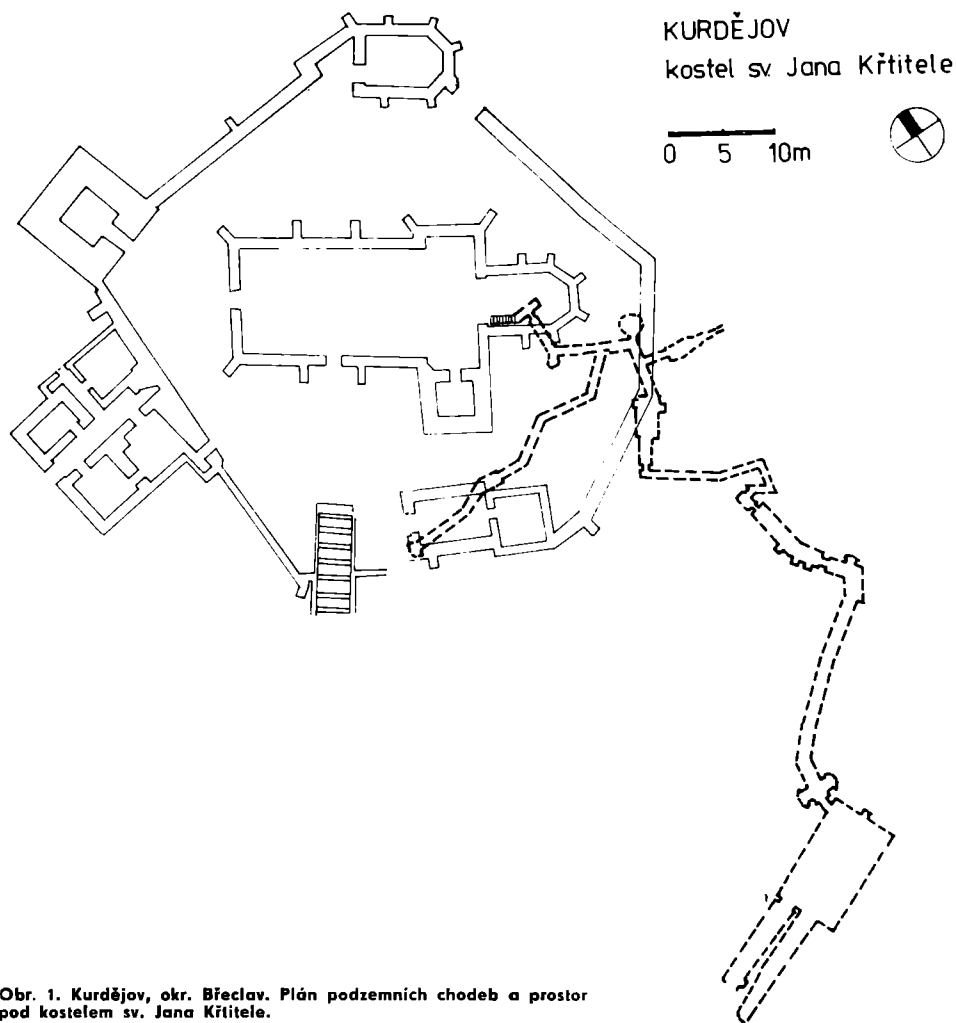 KURDĚJOV
kostel sv. Jana Křtitele
0 5 10m
Obr. 1. Kurdějov, okr. Břeclav. Plán podzemních chodeb a prostor
pod kostelem sv. Jana Křtitele.